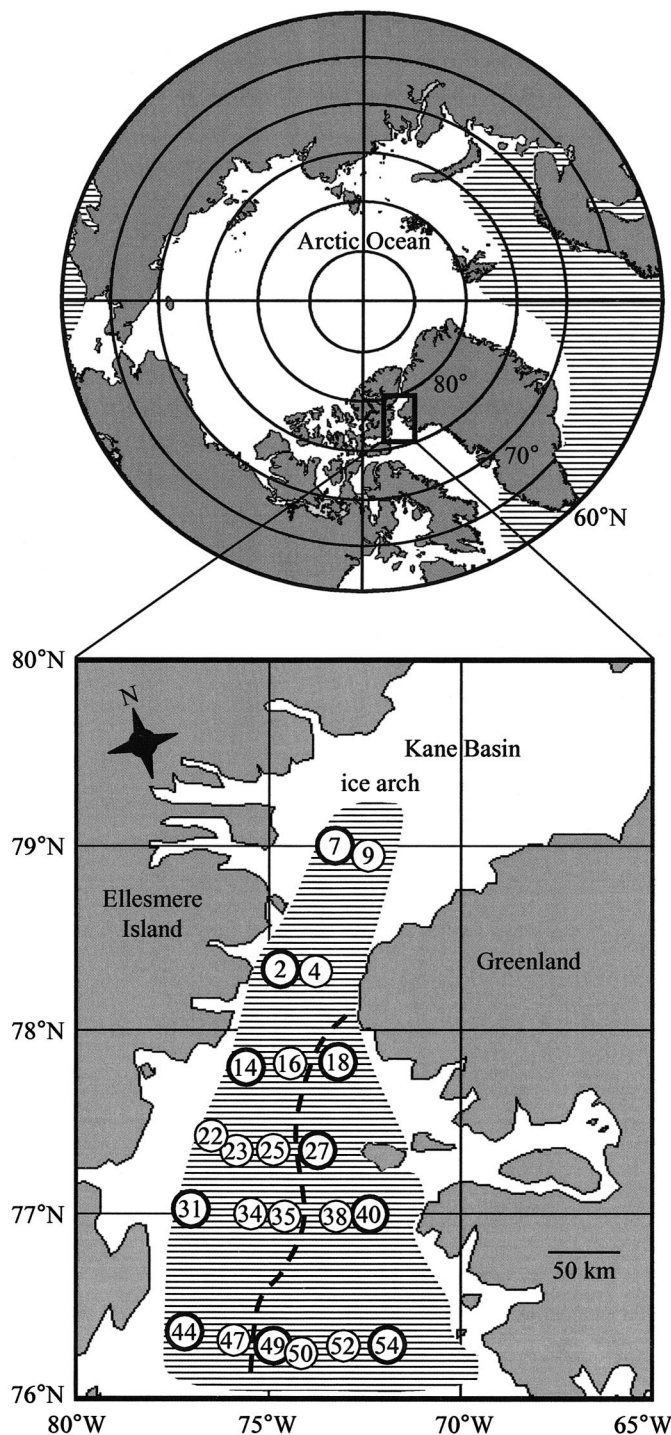 Arctic Ocean
80°
70°
60°N
80°N
N
Kane Basin
ice arch
79°N
7
9
Ellesmere
Island
2
4
Greenland
78°N
14
16
18
22
23
25
27
77°N
31
34
35
38
40
50 km
44
47
49
50
52
54
76°N
80°W
75°W
70°W
65°W